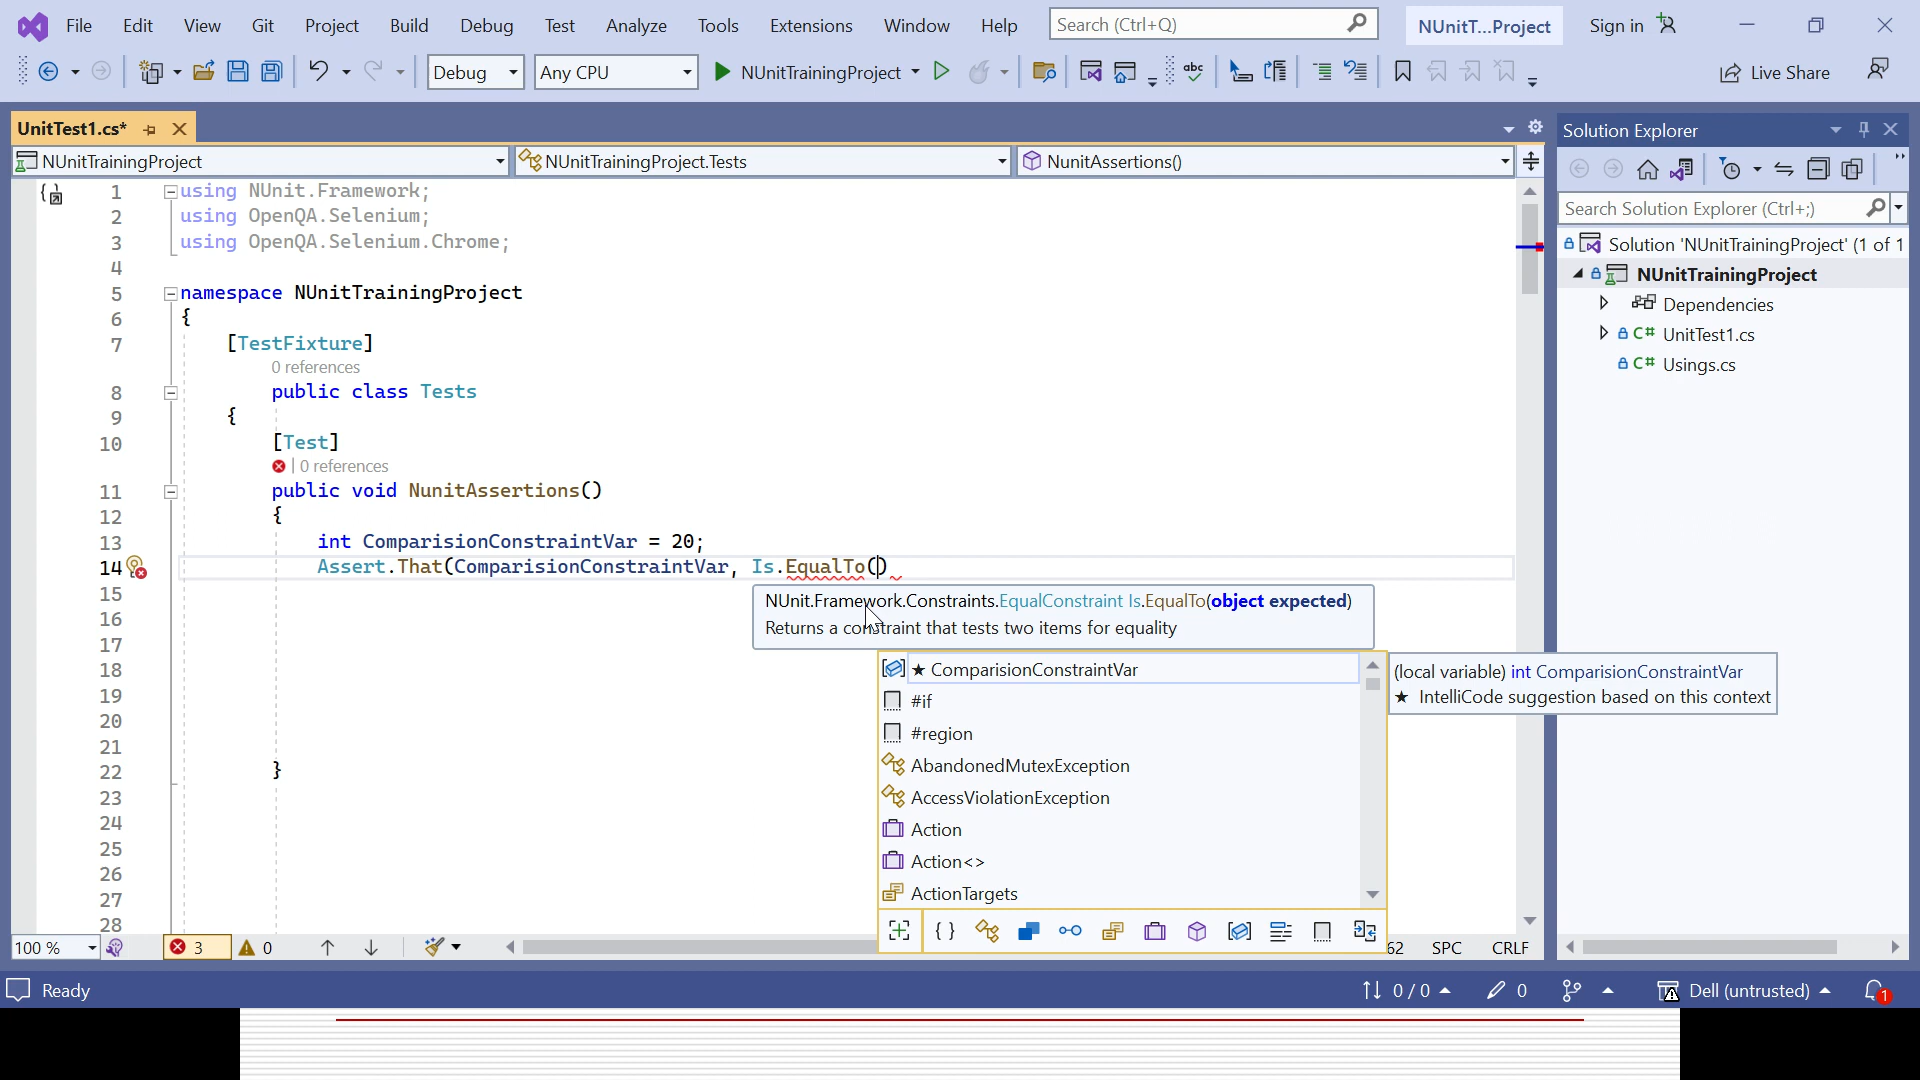 File Edit View Git Project Build Debug Test Analyze Tools Extensions Window Help Search (Ctrl+Q) NUnitT...Project Sign in
Debug Any CPU NUnitTrainingProject Live Share
UnitTest1.cs*
NUnitTrainingProject NUnitTrainingProject.Tests NunitAssertions()
1 using NUnit.Framework;
2 using OpenQA.Selenium;
3 using OpenQA.Selenium.Chrome;
4
5 namespace NUnitTrainingProject
6 {
7 [TestFixture]
0 references
8 public class Tests
9 {
10 [Test]
0 references
11 public void NunitAssertions()
12 {
13 int ComparisionConstraintVar = 20;
14 Assert.That(ComparisionConstraintVar, Is.EqualTo()
15
16
17
18
19
20
21
22 }
23
24
25
26
27
28
NUnit.Framework.Constraints.EqualConstraint Is.EqualTo(object expected)
Returns a constraint that tests two items for equality
★ ComparisionConstraintVar
#if
#region
AbandonedMutexException
AccessViolationException
Action
Action<>
ActionTargets
(local variable) int ComparisionConstraintVar
★ IntelliCode suggestion based on this context
100 % 3 0 62 SPC CRLF
Solution Explorer
Search Solution Explorer (Ctrl+;)
Solution 'NUnitTrainingProject' (1 of 1
NUnitTrainingProject
Dependencies
C# UnitTest1.cs
C# Usings.cs
Ready 0 / 0 0 Dell (untrusted) 1